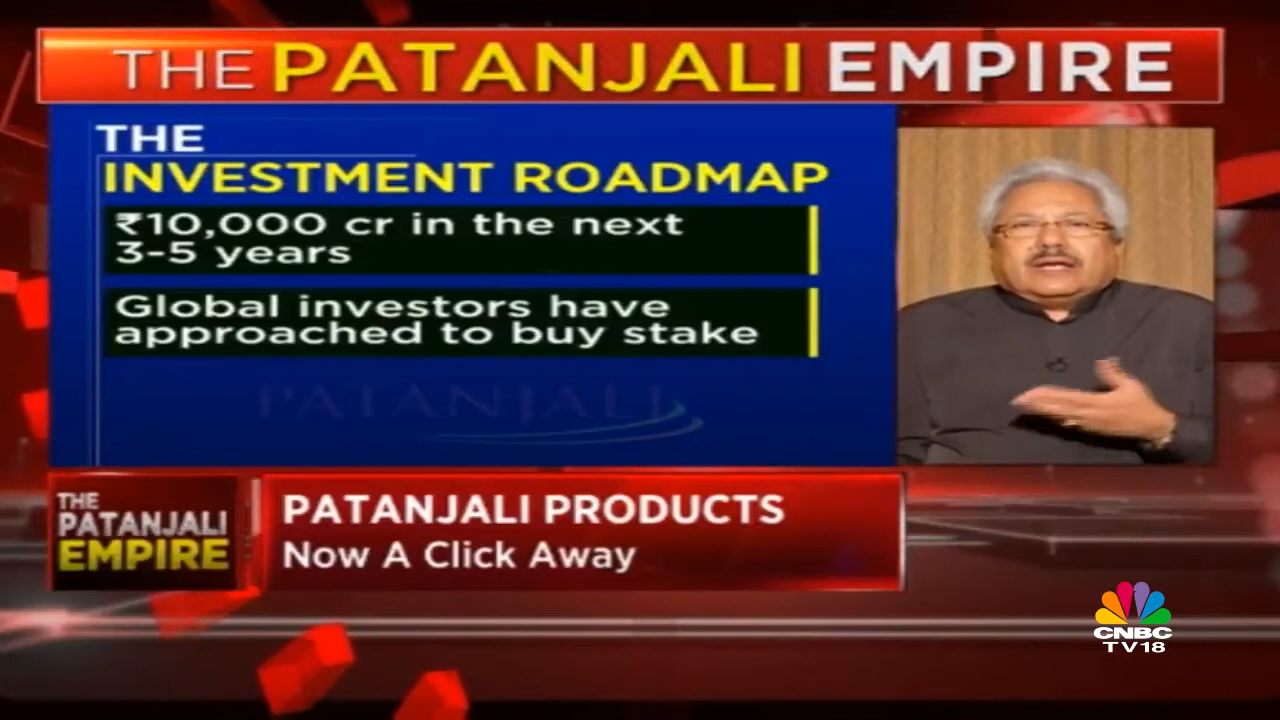 THE PATANJALI EMPIRE
THE
INVESTMENT ROADMAP
₹10,000 cr in the next
3-5 years
Global investors have
approached to buy stake
PATANJALI
THE
PATANJALI
EMPIRE
PATANJALI PRODUCTS
Now A Click Away
CNBC
TV18